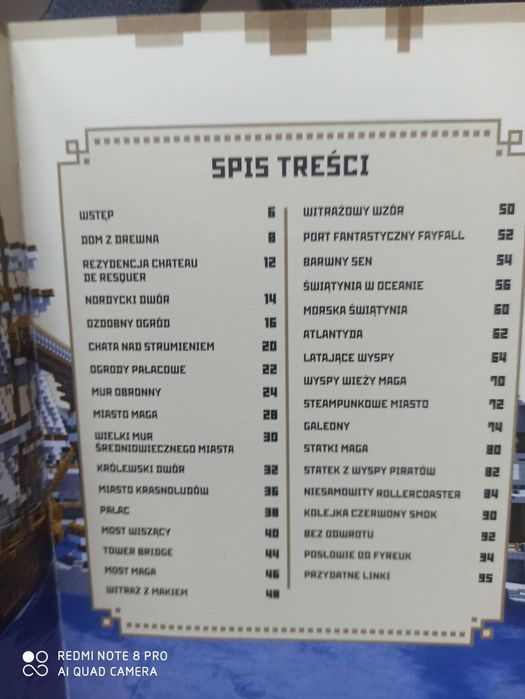 SPIS TREŚCI
WSTĘP 6
DOM Z DREWNA 8
REZYDENCJA CHATEAU
DE RESQUER 12
NORDYCKI DWÓR 14
OZDOBNY OGRÓD 16
CHATA NAD STRUMIENIEM 20
OGRODY PAŁACOWE 22
MUR OBRONNY 24
MIASTO MAGA 28
WIELKI MUR
ŚREDNIOWIECZNEGO MIASTA 30
KRÓLEWSKI DWÓR 32
MIASTO KRASNOLUDÓW 36
PAŁAC 38
MOST WISZĄCY 40
TOWER BRIDGE 44
MOST MAGA 46
WITRAŻ Z MAKIEM 48
WITRAŻOWY WZÓR 50
PORT FANTASTYCZNY FAYFALL 52
BARWNY SEN 54
ŚWIĄTYNIA W OCEANIE 56
MORSKA ŚWIĄTYNIA 60
ATLANTYDA 62
LATAJĄCE WYSPY 64
WYSPY WIEŻY MAGA 70
STEAMPUNKOWE MIASTO 72
GALEONY 74
STATKI MAGA 80
STATEK Z WYSPY PIRATÓW 82
NIESAMOWITY ROLLERCOASTER 84
KOLEJKA CZERWONY SMOK 90
BEZ ODWROTU 92
POSŁOWIE OD FYREUK 94
PRZYDATNE LINKI 95
REDMI NOTE 8 PRO
AI QUAD CAMERA